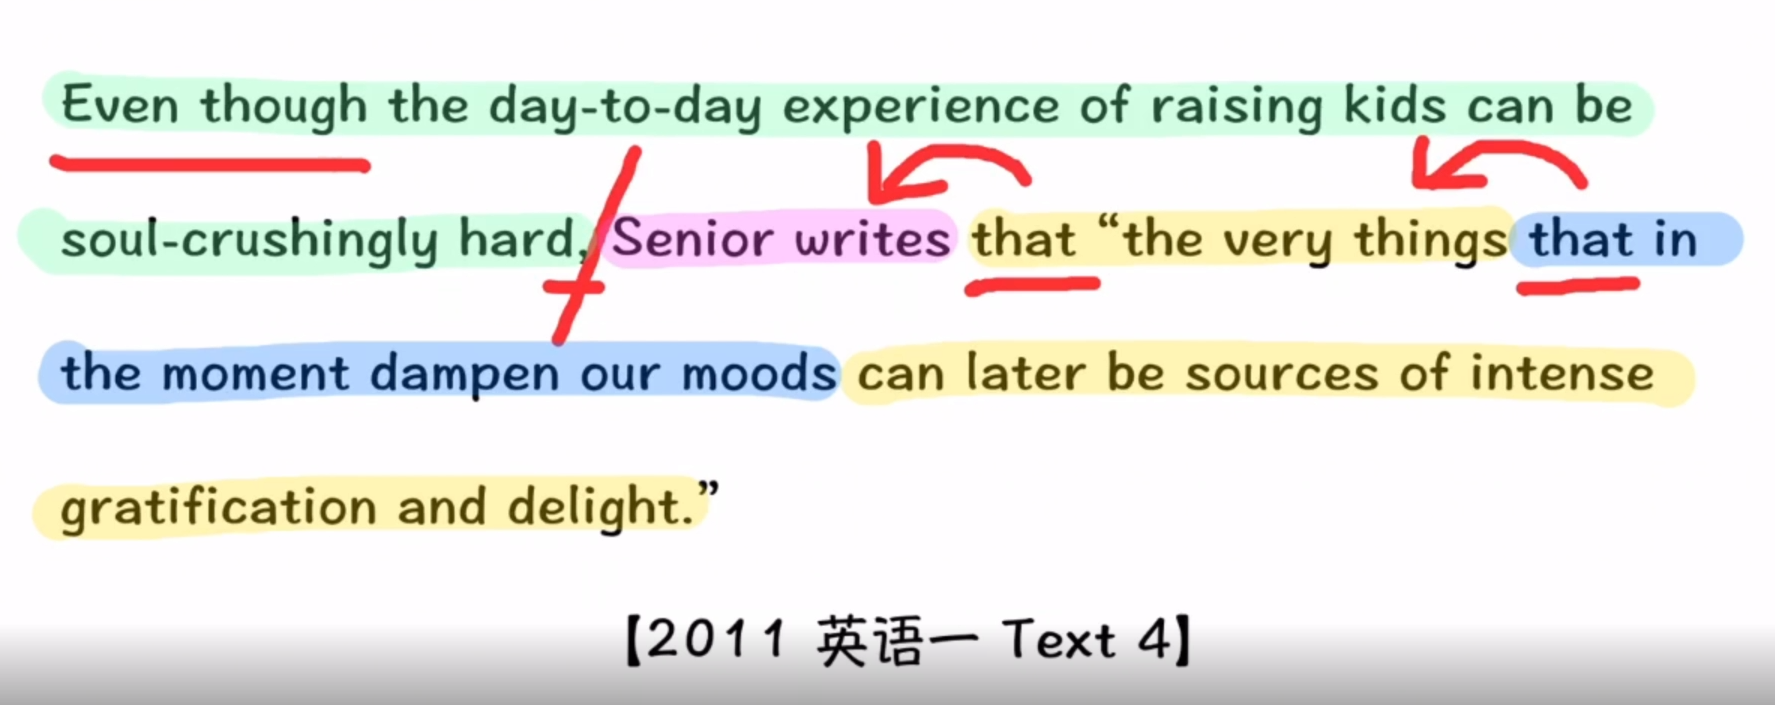 Even though the day-to-day experience of raising kids can be
soul-crushingly hard, Senior writes that “the very things that in
the moment dampen our moods can later be sources of intense
gratification and delight.”
【2011 英语一 Text 4】